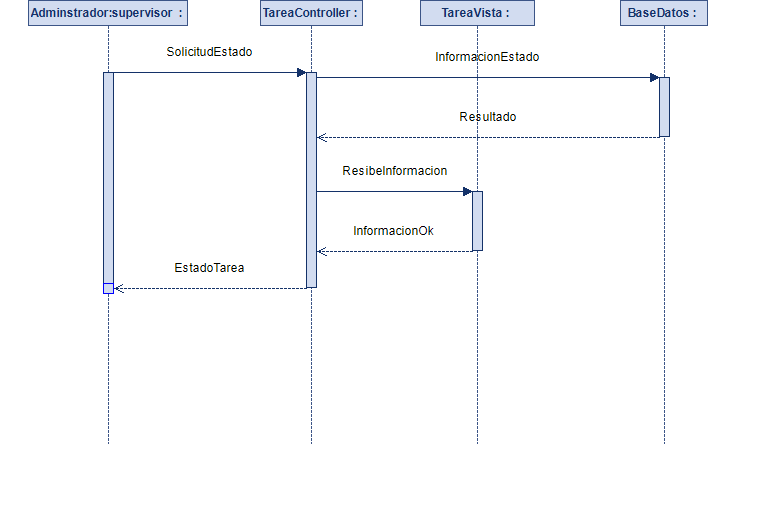 Adminstrador:supervisor :
TareaController :
TareaVista :
BaseDatos :
SolicitudEstado
InformacionEstado
Resultado
ResibeInformacion
InformacionOk
EstadoTarea